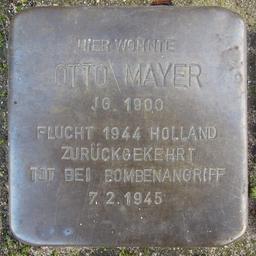 HIER WOHNTE
OTTO MAYER
JG. 1900
FLUCHT 1944 HOLLAND
ZURÜCKGEKEHRT
TOT BEI BOMBENANGRIFF
7.2.1945